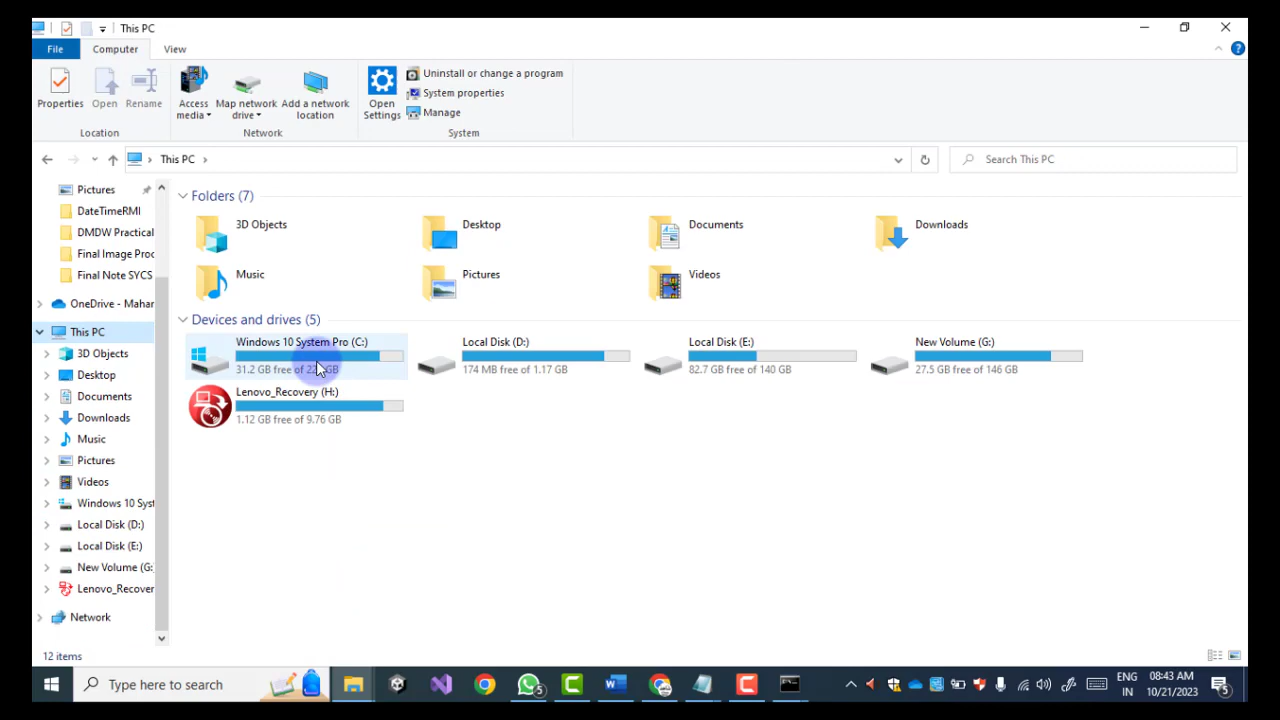 This PC
File
Computer
View
Properties
Open
Rename
Access media
Map network drive
Add a network location
Open Settings
Uninstall or change a program
System properties
Manage
Location
Network
System
This PC
Search This PC
Pictures
DateTimeRMI
DMDW Practical
Final Image Proc
Final Note SYCS
OneDrive - Mahar
This PC
3D Objects
Desktop
Documents
Downloads
Music
Pictures
Videos
Windows 10 Syst
Local Disk (D:)
Local Disk (E:)
New Volume (G:
Lenovo_Recover
Network
Folders (7)
3D Objects
Desktop
Documents
Downloads
Music
Pictures
Videos
Devices and drives (5)
Windows 10 System Pro (C:)
31.2 GB free of GB
Local Disk (D:)
174 MB free of 1.17 GB
Local Disk (E:)
82.7 GB free of 140 GB
New Volume (G:)
27.5 GB free of 146 GB
Lenovo_Recovery (H:)
1.12 GB free of 9.76 GB
12 items
Type here to search
5
ENG
IN
08:43 AM
10/21/2023
5